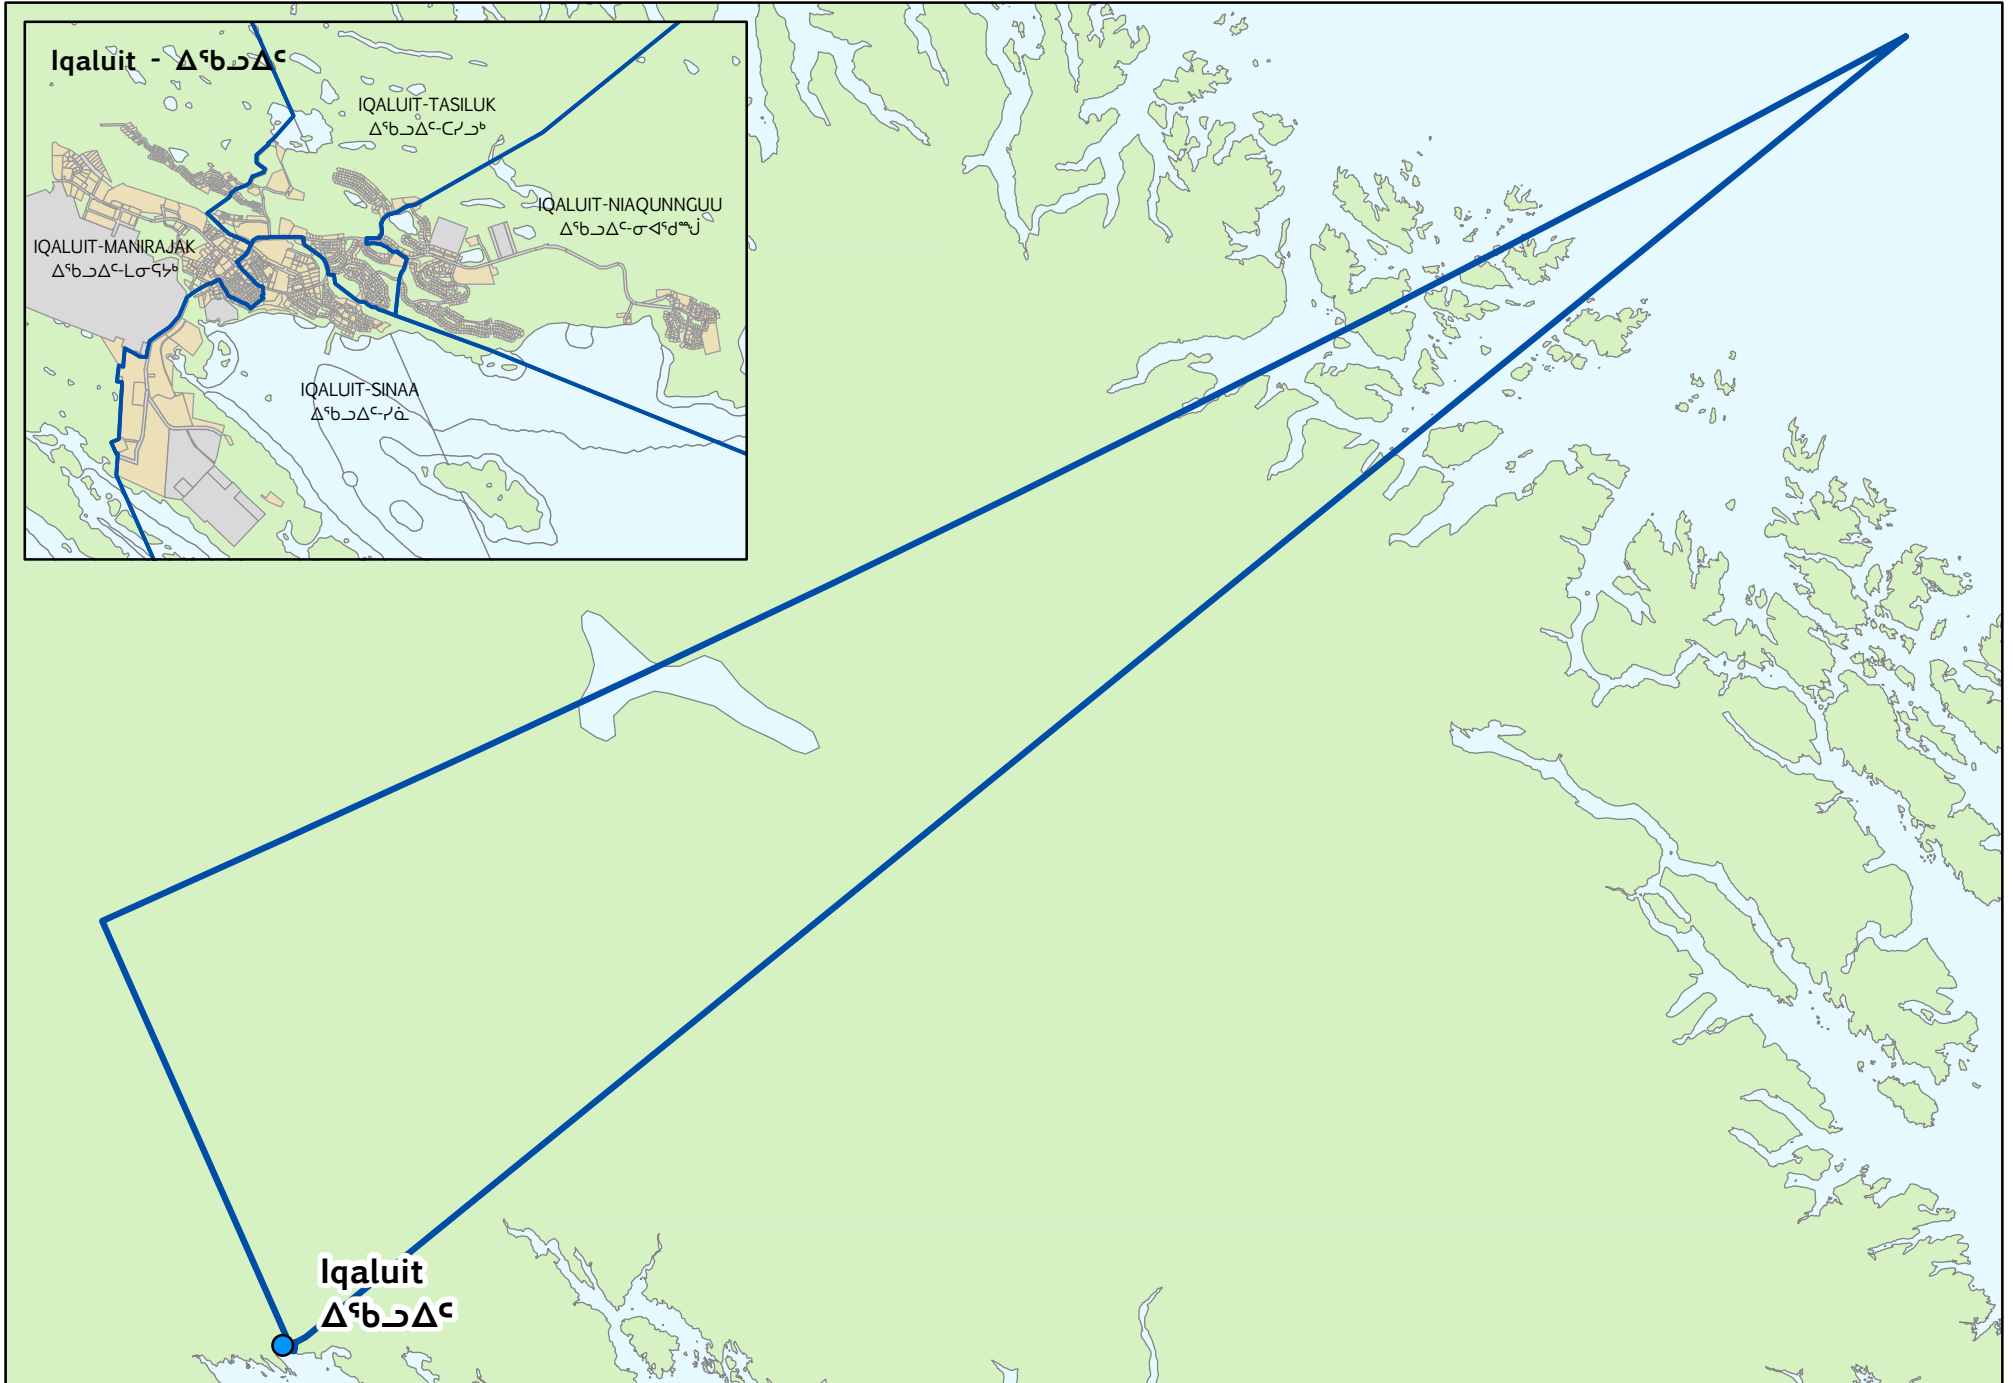 Iqaluit - ᐃᖃᓗᐃᑦ
IQALUIT-TASILUK
ᐃᖃᓗᐃᑦ-ᑕᓯᓗᒃ
IQALUIT-NIAQUNNGUU
ᐃᖃᓗᐃᑦ-ᓂᐊᖁᙳ
IQALUIT-MANIRAJAK
ᐃᖃᓗᐃᑦ-ᒪᓂᕋᔭᒃ
IQALUIT-SINAA
ᐃᖃᓗᐃᑦ-ᓯᓈ
Iqaluit
ᐃᖃᓗᐃᑦ